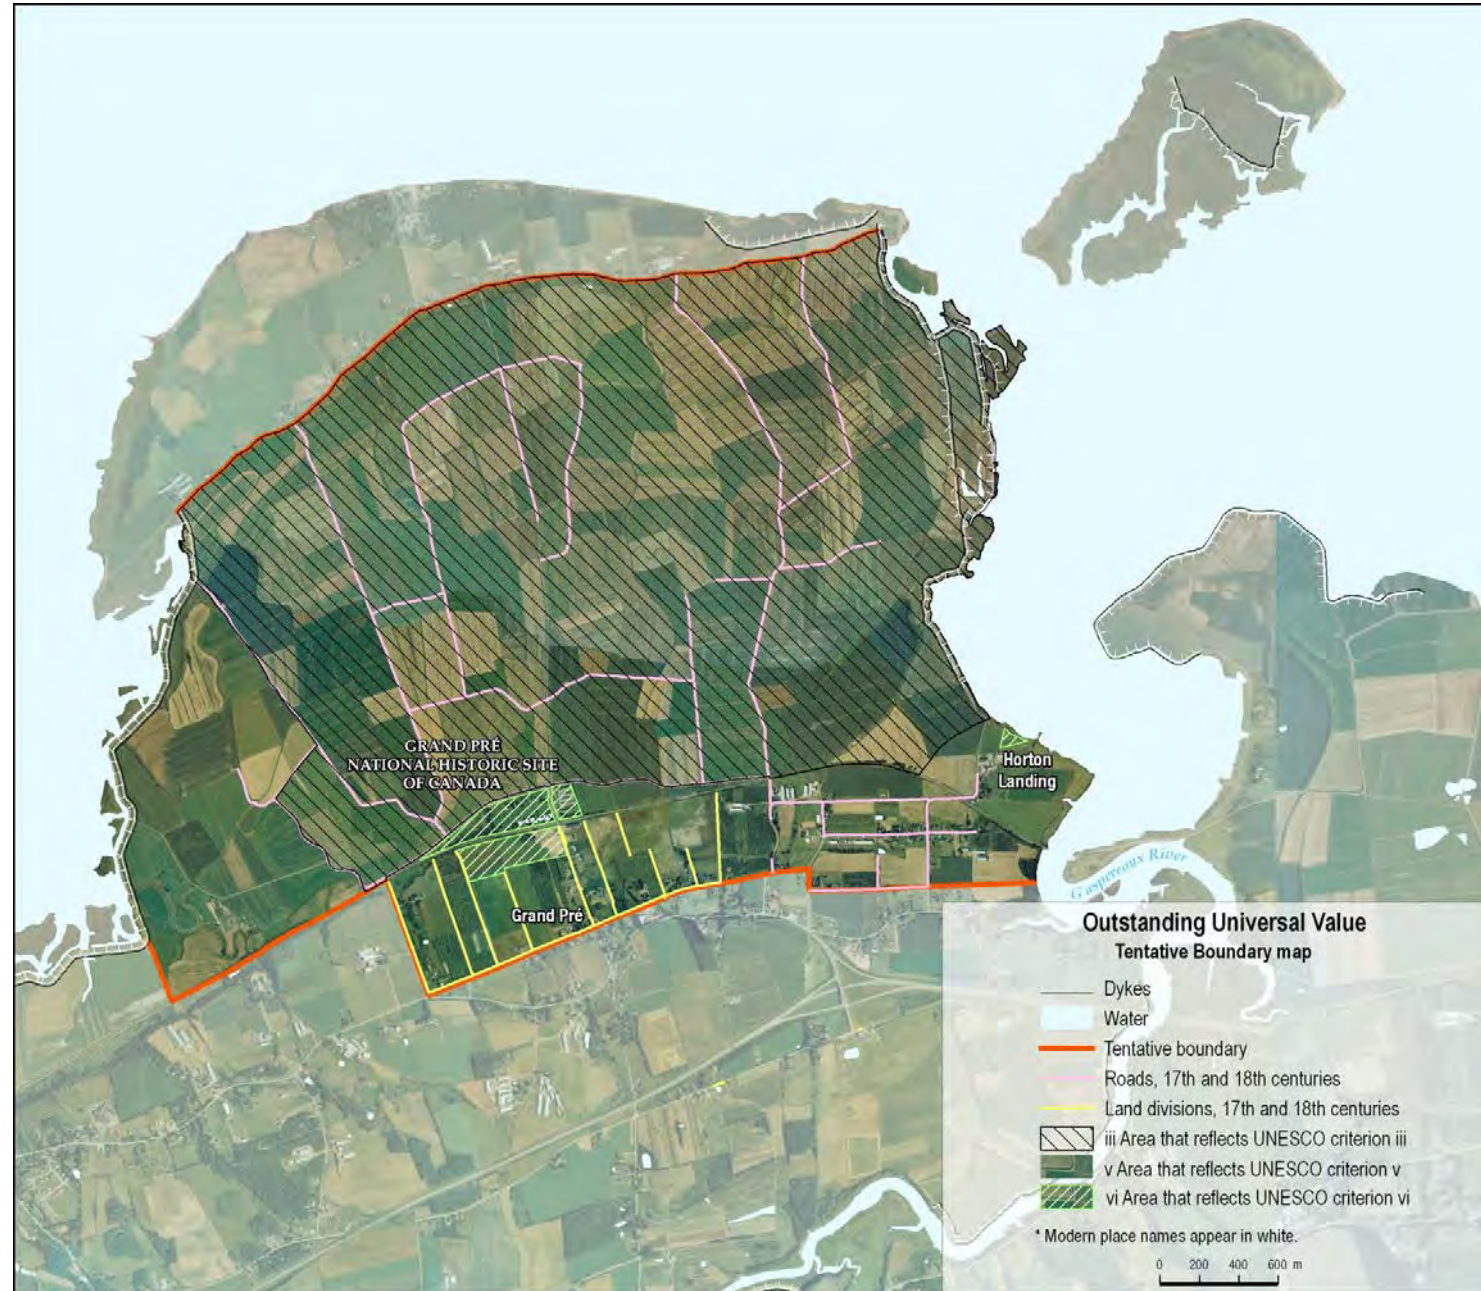 GRAND PRÉ
NATIONAL HISTORIC SITE
OF CANADA
Horton
Landing
Grand Pré
Gaspereaux River
Outstanding Universal Value
Tentative Boundary map
Dykes
Water
Tentative boundary
Roads, 17th and 18th centuries
Land divisions, 17th and 18th centuries
iii Area that reflects UNESCO criterion iii
v Area that reflects UNESCO criterion v
vi Area that reflects UNESCO criterion vi
* Modern place names appear in white.
0 200 400 600 m